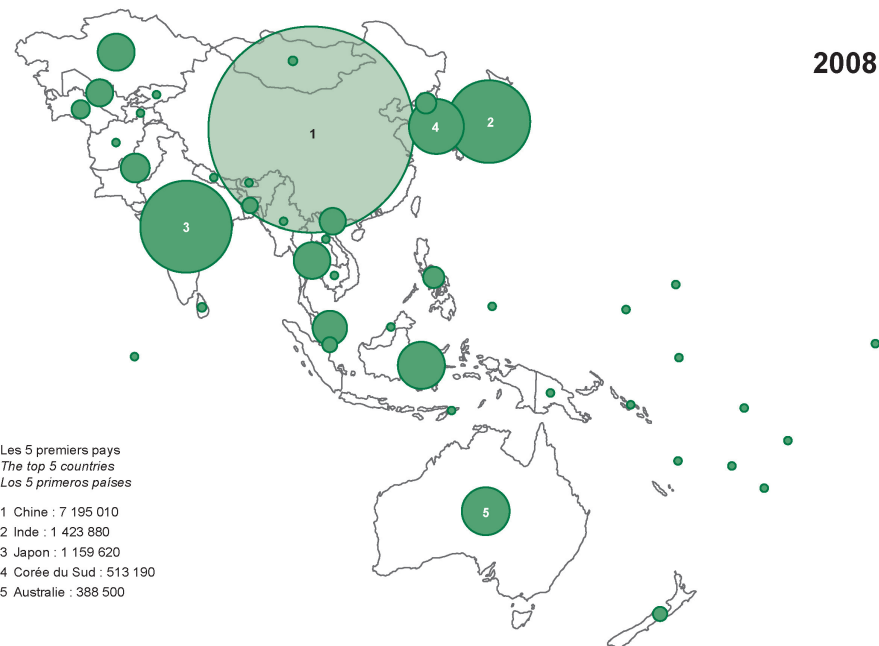 2008
1
2
4
3
5
Les 5 premiers pays
The top 5 countries
Los 5 primeros países
1 Chine : 7 195 010
2 Inde : 1 423 880
3 Japon : 1 159 620
4 Corée du Sud : 513 190
5 Australie : 388 500